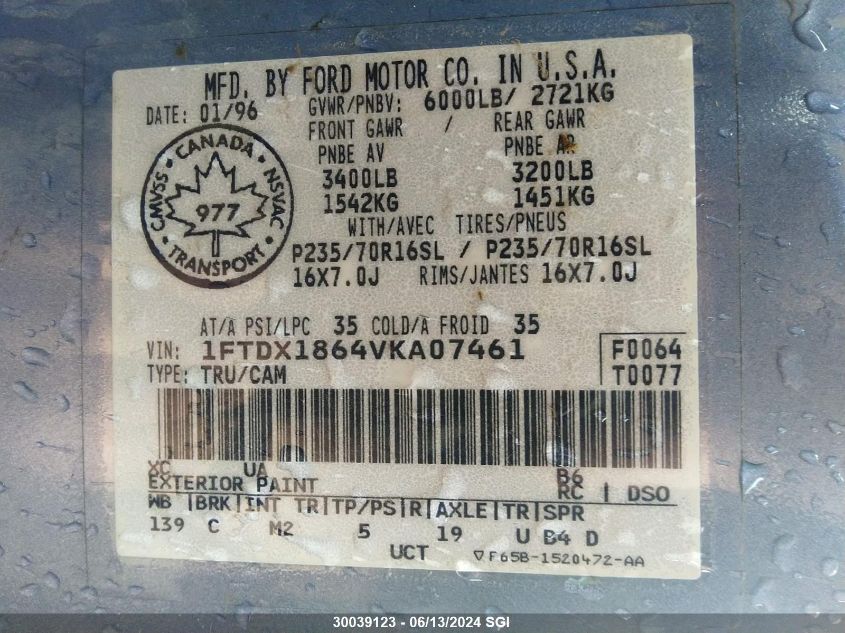 MFD. BY FORD MOTOR CO. IN U.S.A.
DATE: 01/96 GVWR/PNBV: 6000LB/ 2721KG
FRONT GAWR / REAR GAWR
PNBE AV PNBE AR
3400LB 3200LB
1542KG 1451KG
WITH/AVEC TIRES/PNEUS
P235/70R16SL / P235/70R16SL
16X7.0J RIMS/JANTES 16X7.0J
CMVSS • CANADA • NSVAC • TRANSPORT •
977
AT/A PSI/LPC 35 COLD/A FROID 35
VIN: 1FTDX1864VKA07461 F0064
TYPE: TRU/CAM T0077
XC UA B6
EXTERIOR PAINT RC | DSO
WB |BRK|INT TR|TP/PS|R|AXLE|TR|SPR
139 C M2 5 19 U B4 D
UCT ▽F65B-1520472-AA
30039123 - 06/13/2024 SGI